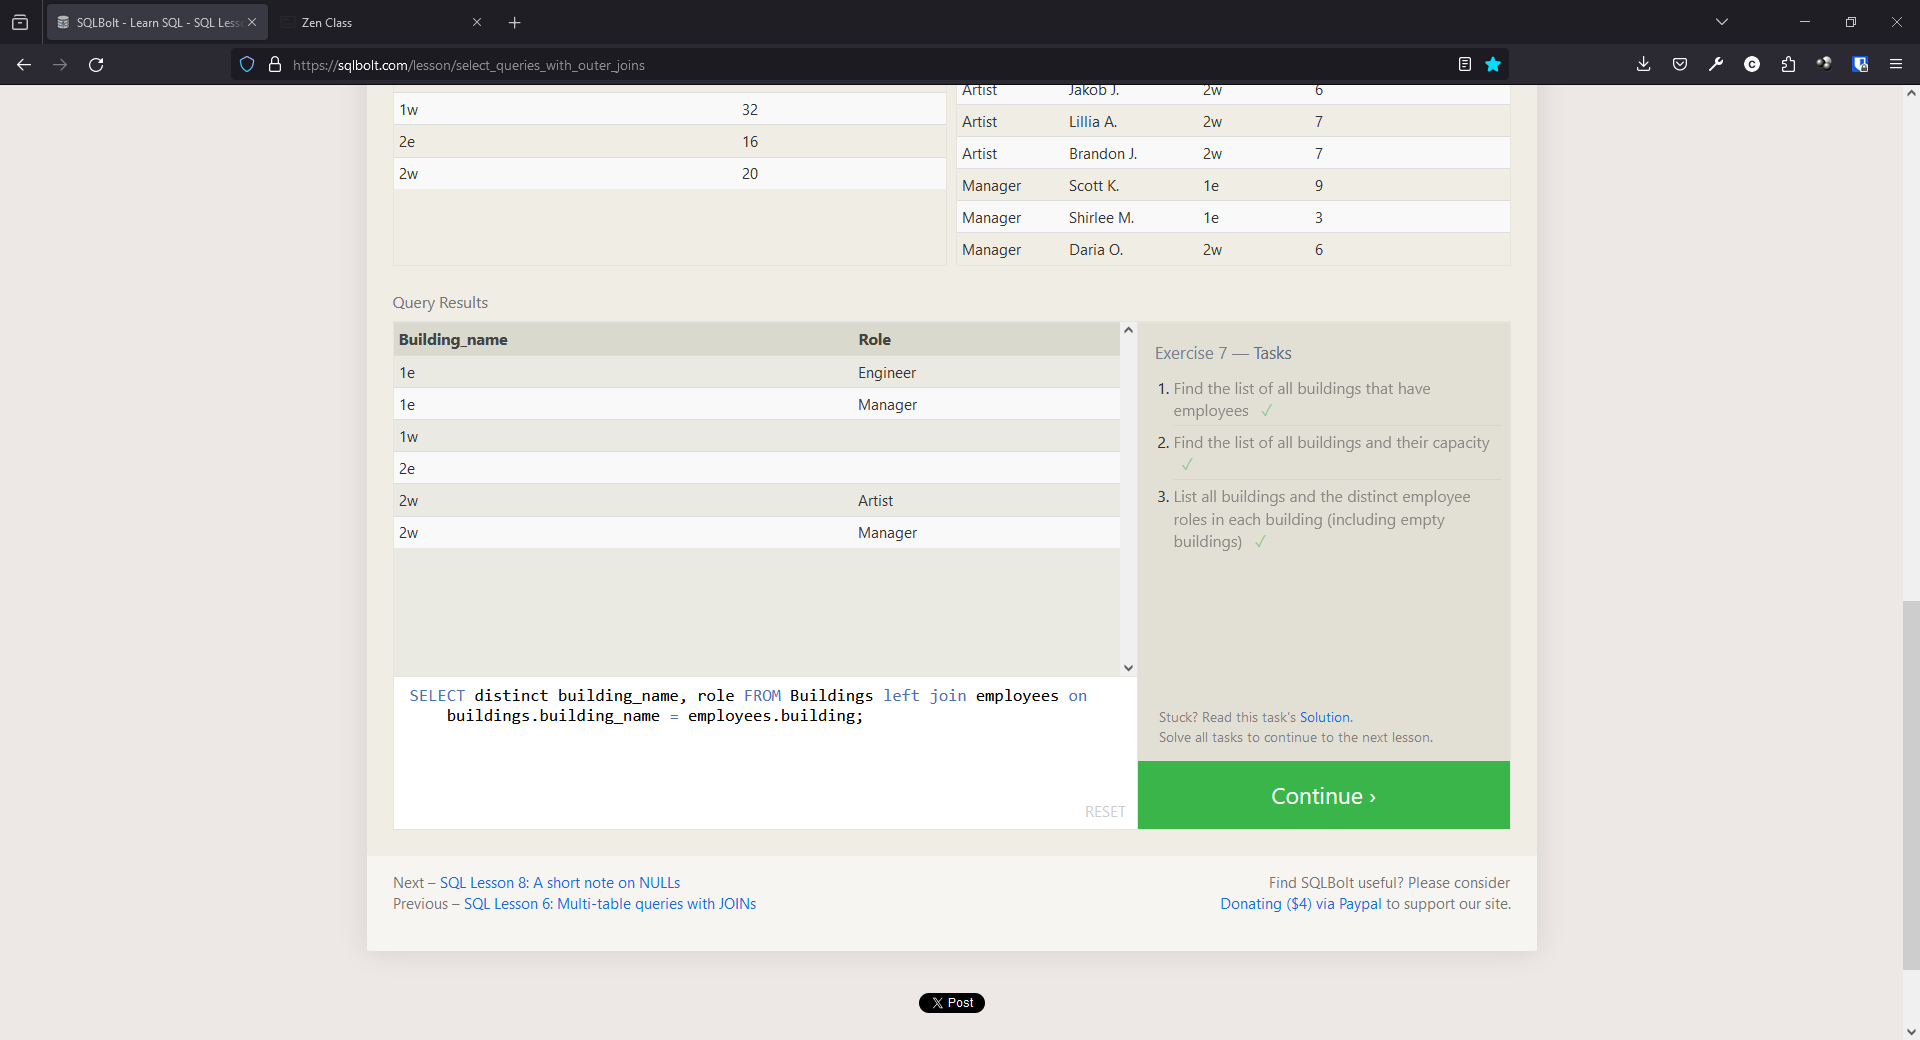 SQLBolt - Learn SQL - SQL Less
Zen Class
https://sqlbolt.com/lesson/select_queries_with_outer_joins
1w 32
2e 16
2w 20
Artist Jakob J. 2w 6
Artist Lillia A. 2w 7
Artist Brandon J. 2w 7
Manager Scott K. 1e 9
Manager Shirlee M. 1e 3
Manager Daria O. 2w 6
Query Results
Building_name Role
1e Engineer
1e Manager
1w
2e
2w Artist
2w Manager
SELECT distinct building_name, role FROM Buildings left join employees on
buildings.building_name = employees.building;
RESET
Exercise 7 — Tasks
1. Find the list of all buildings that have
employees ✓
2. Find the list of all buildings and their capacity
✓
3. List all buildings and the distinct employee
roles in each building (including empty
buildings) ✓
Stuck? Read this task's Solution.
Solve all tasks to continue to the next lesson.
Continue ›
Next – SQL Lesson 8: A short note on NULLs
Previous – SQL Lesson 6: Multi-table queries with JOINs
Find SQLBolt useful? Please consider
Donating ($4) via Paypal to support our site.
X Post